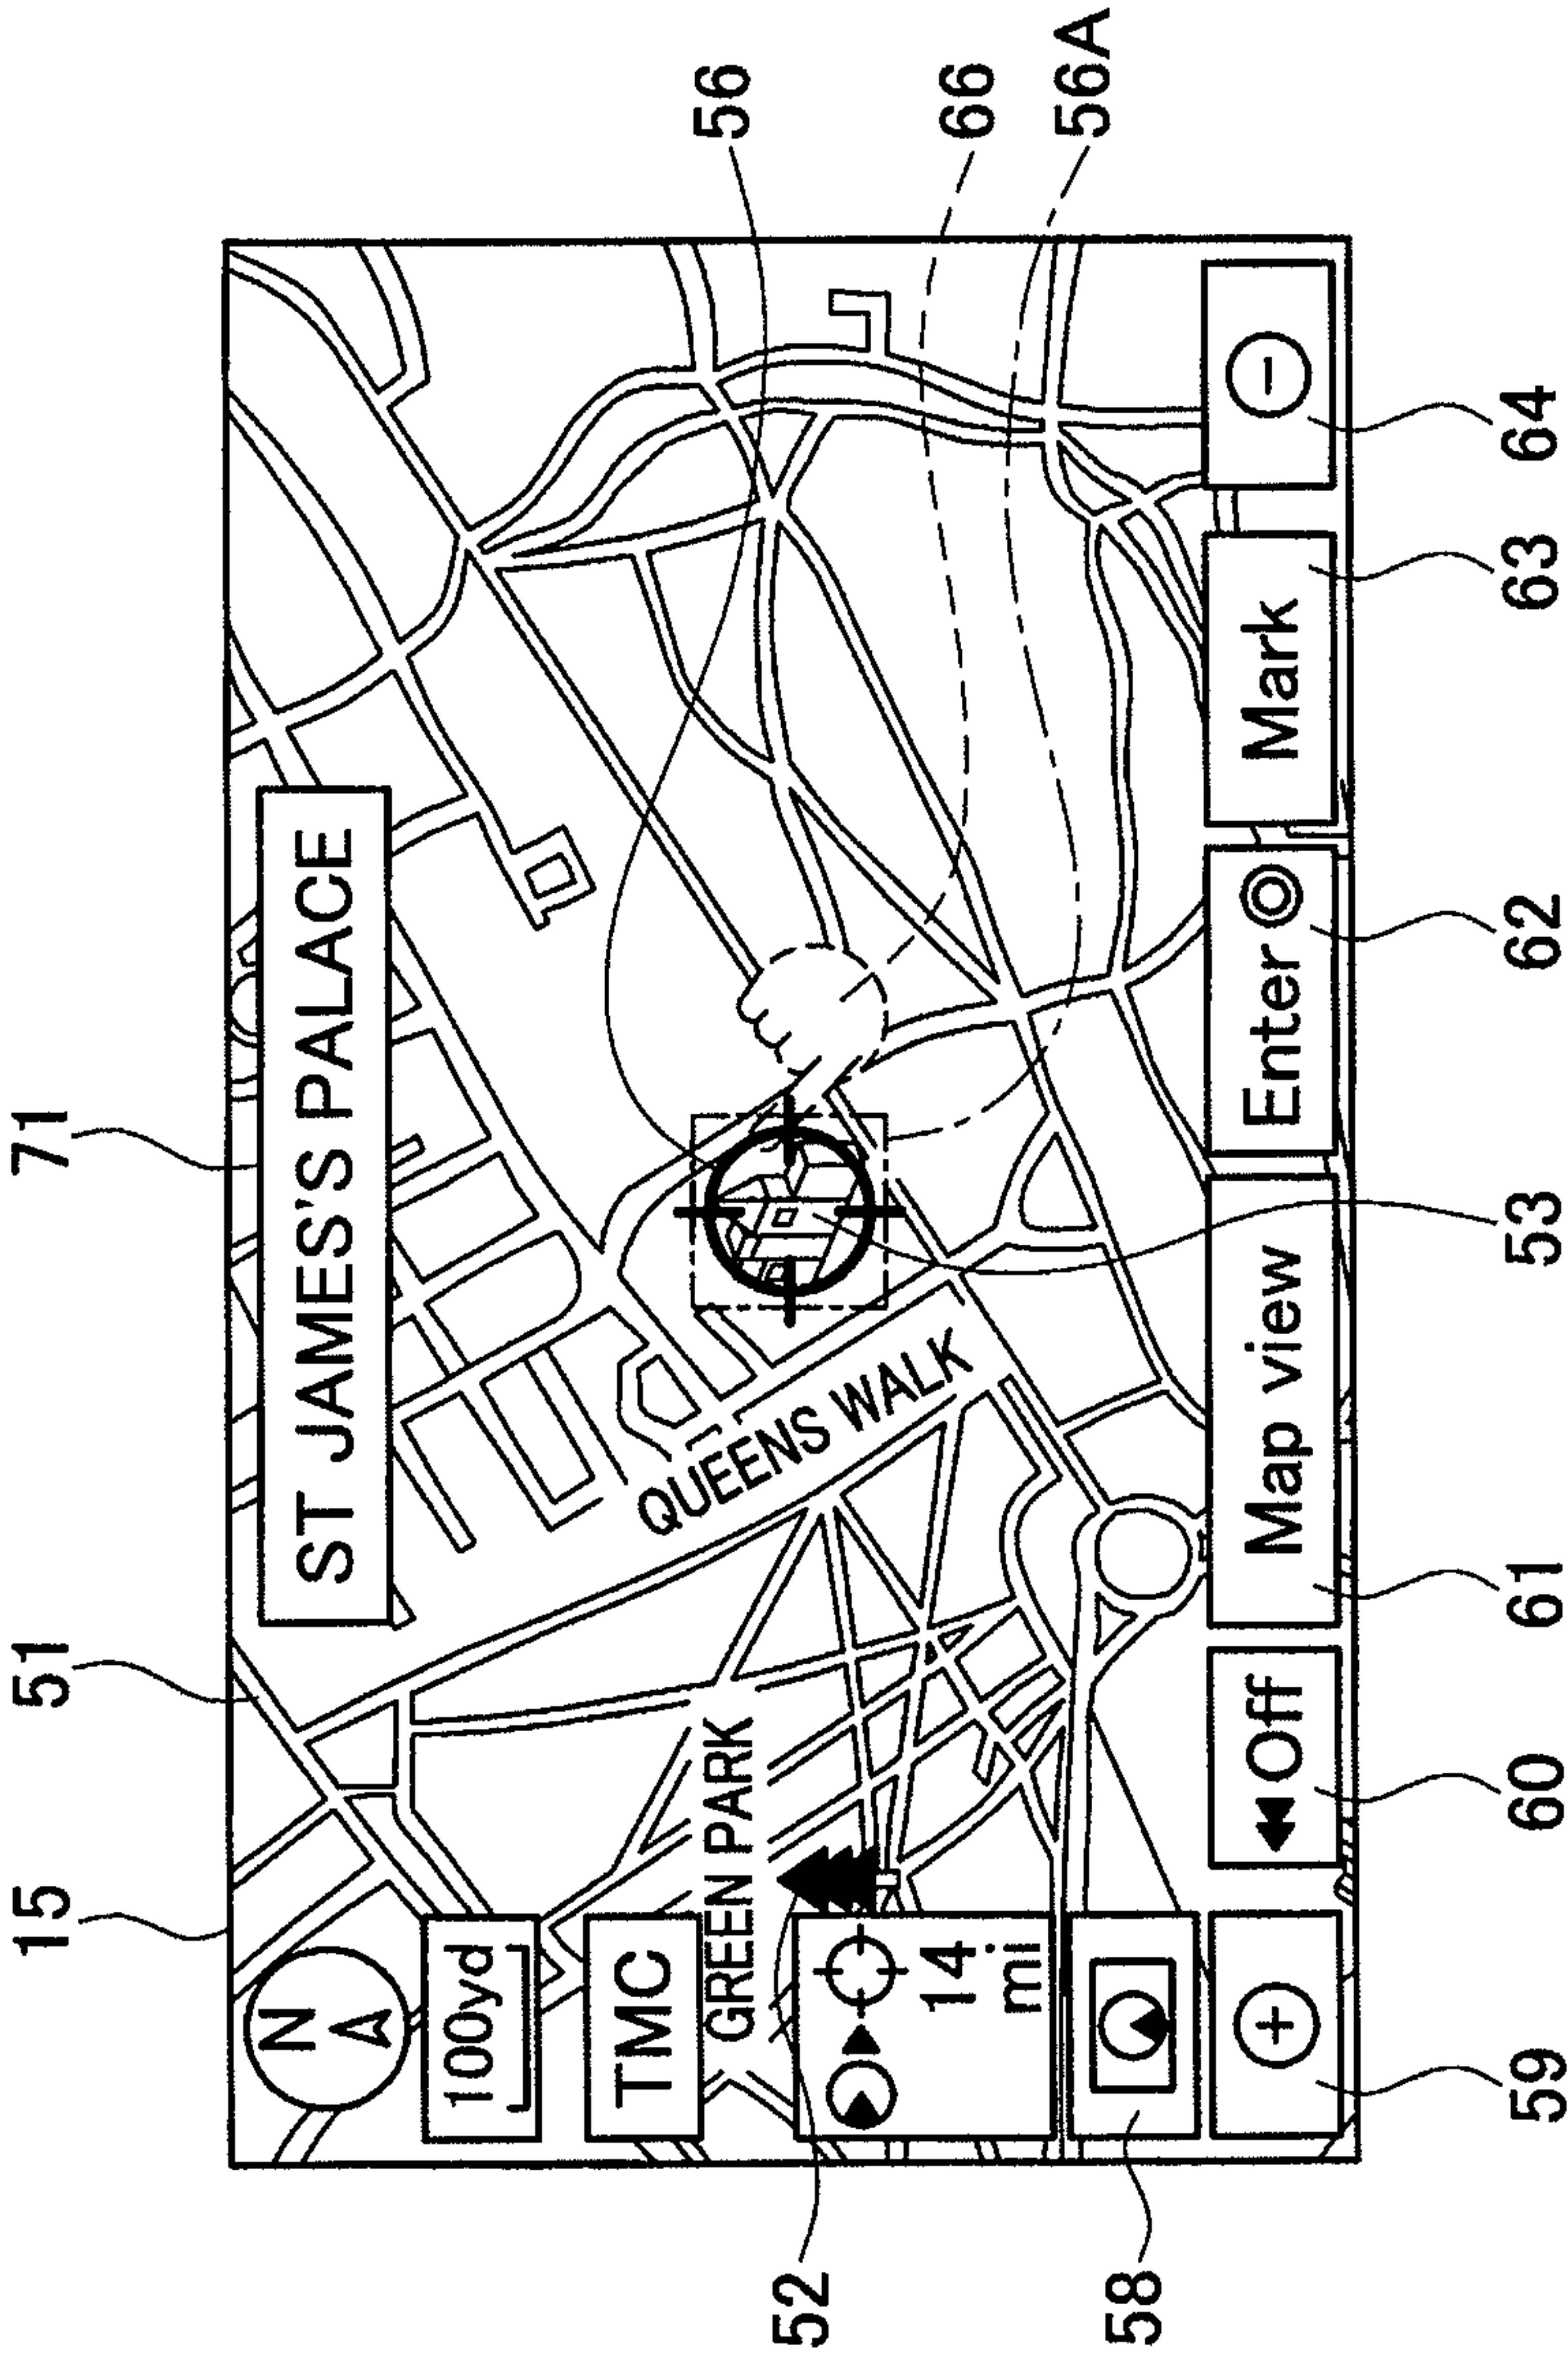 15
51
71
N
ST JAMES'S PALACE
100yd
TMC
GREEN PARK
QUEENS WALK
14
mi
Off
Map view
Enter
Mark
+
−
56
66
56A
52
58
59
60
61
53
62
63
64